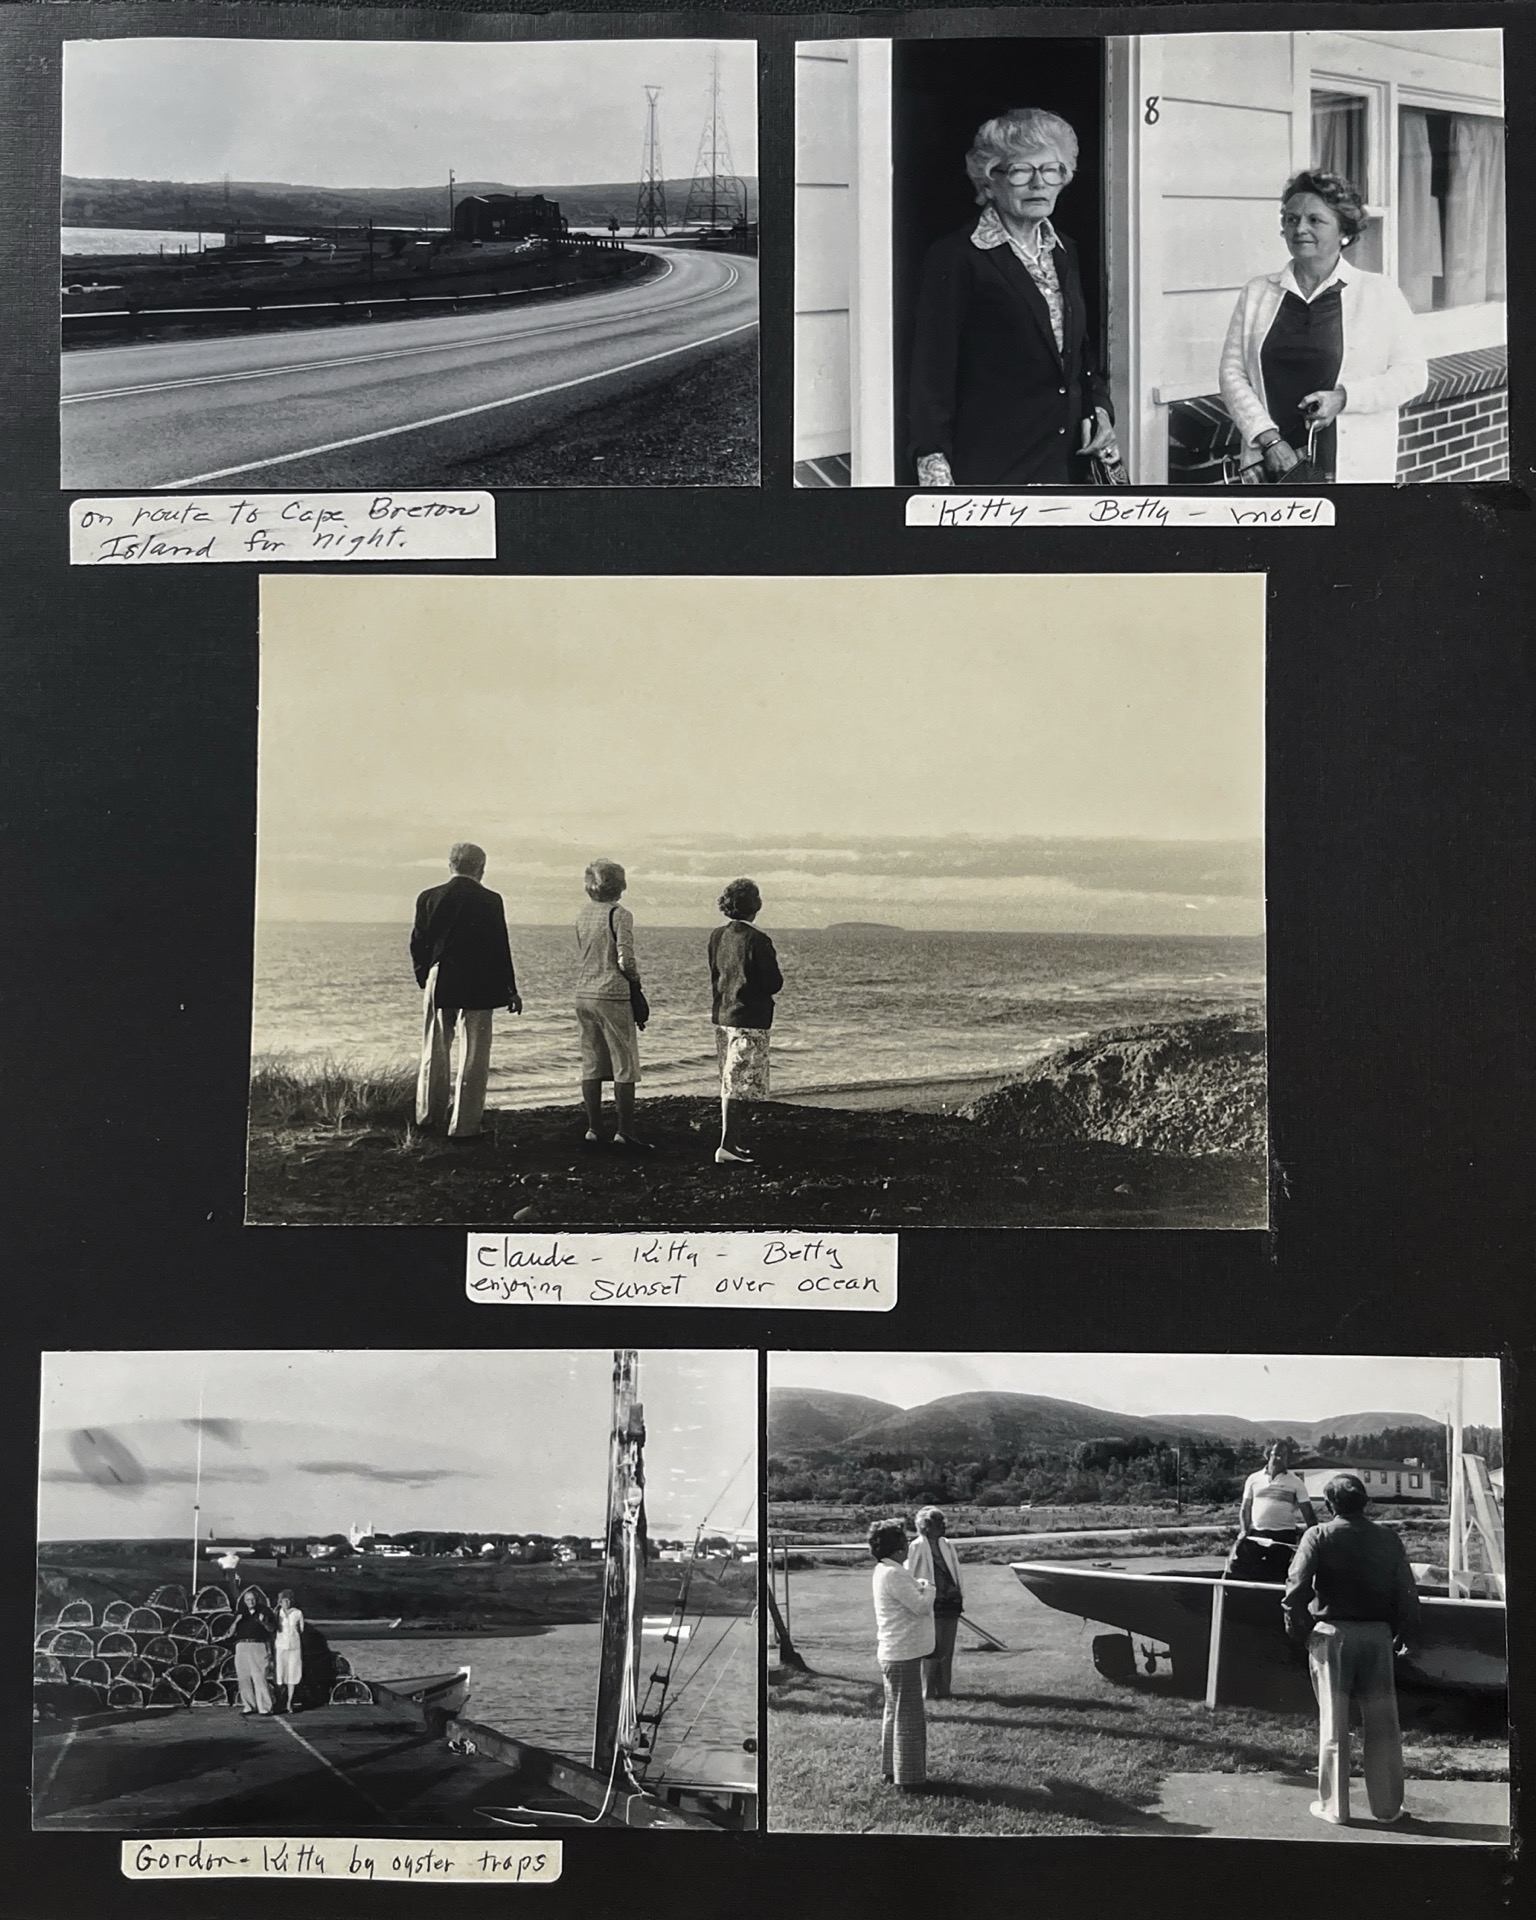 8
on route to Cape Breton
Island for night.
Kitty - Betty - motel
Claude - Kitty - Betty
enjoying sunset over ocean
Gordon - Kitty by oyster traps